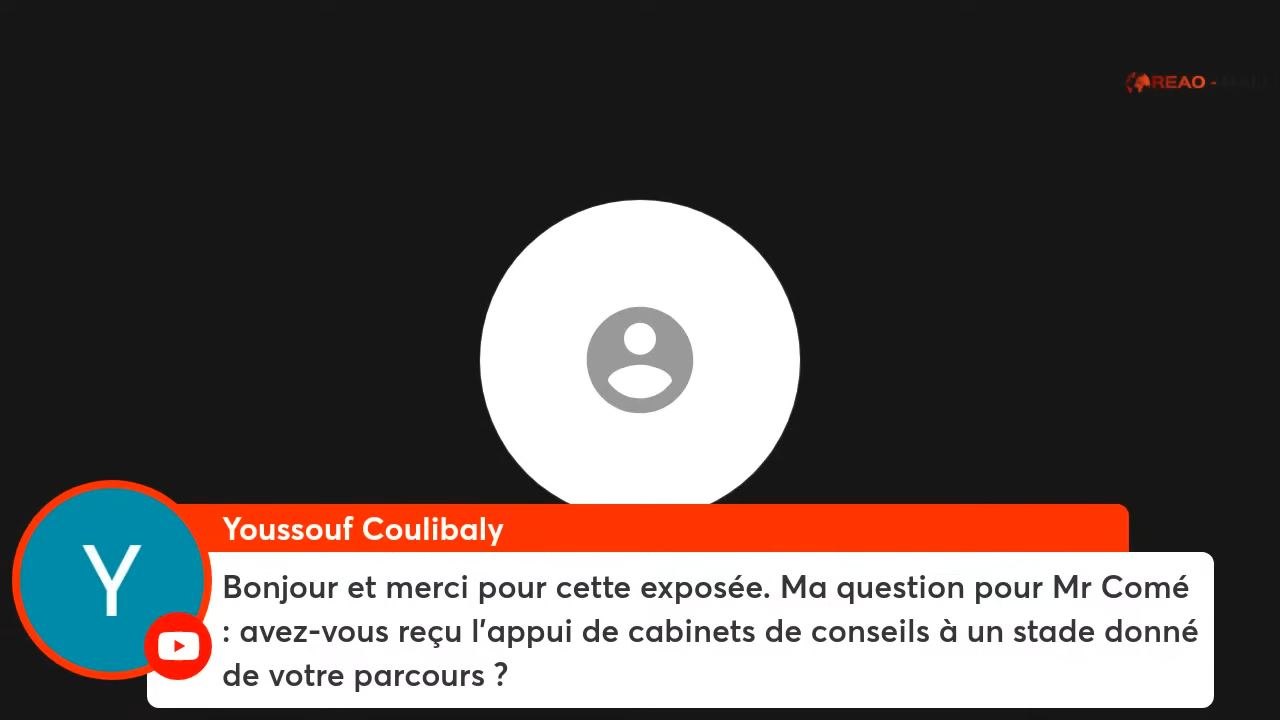 REAO -
Youssouf Coulibaly
Y
Bonjour et merci pour cette exposée. Ma question pour Mr Comé
: avez-vous reçu l’appui de cabinets de conseils à un stade donné
de votre parcours ?